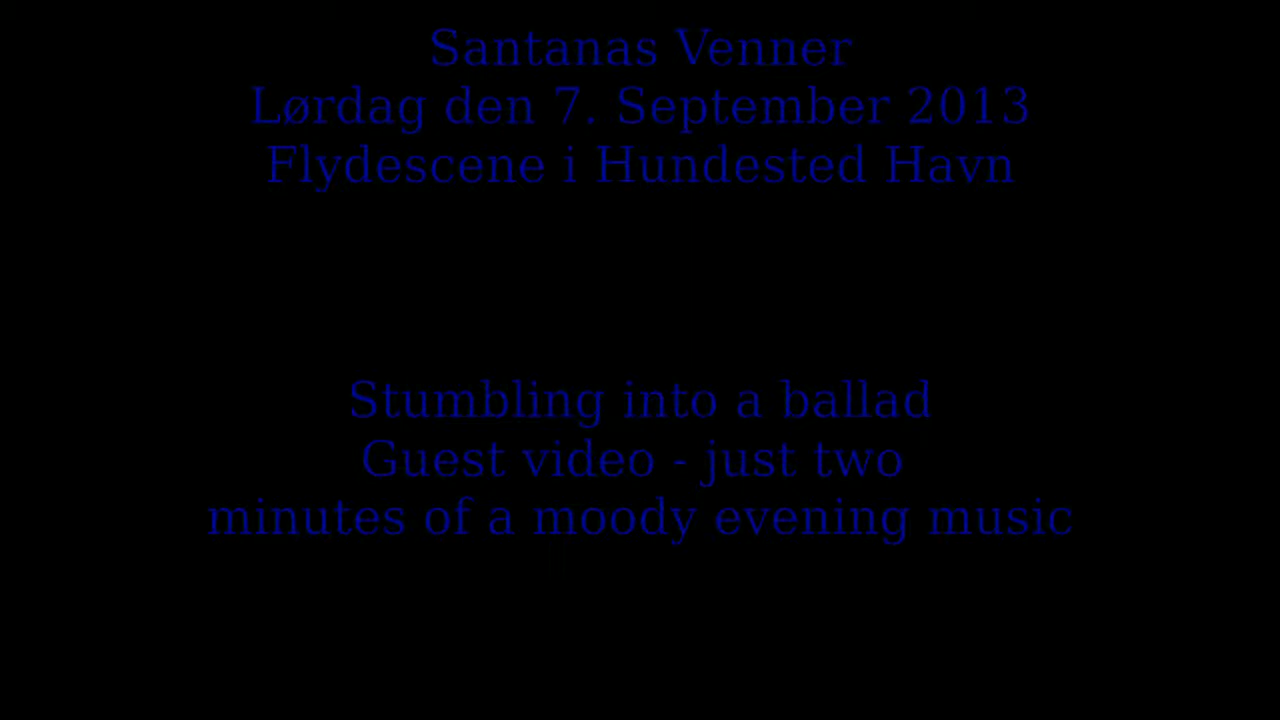 Santanas Venner
Lørdag den 7. September 2013
Flydescene i Hundested Havn
Stumbling into a ballad
Guest video - just two
minutes of a moody evening music